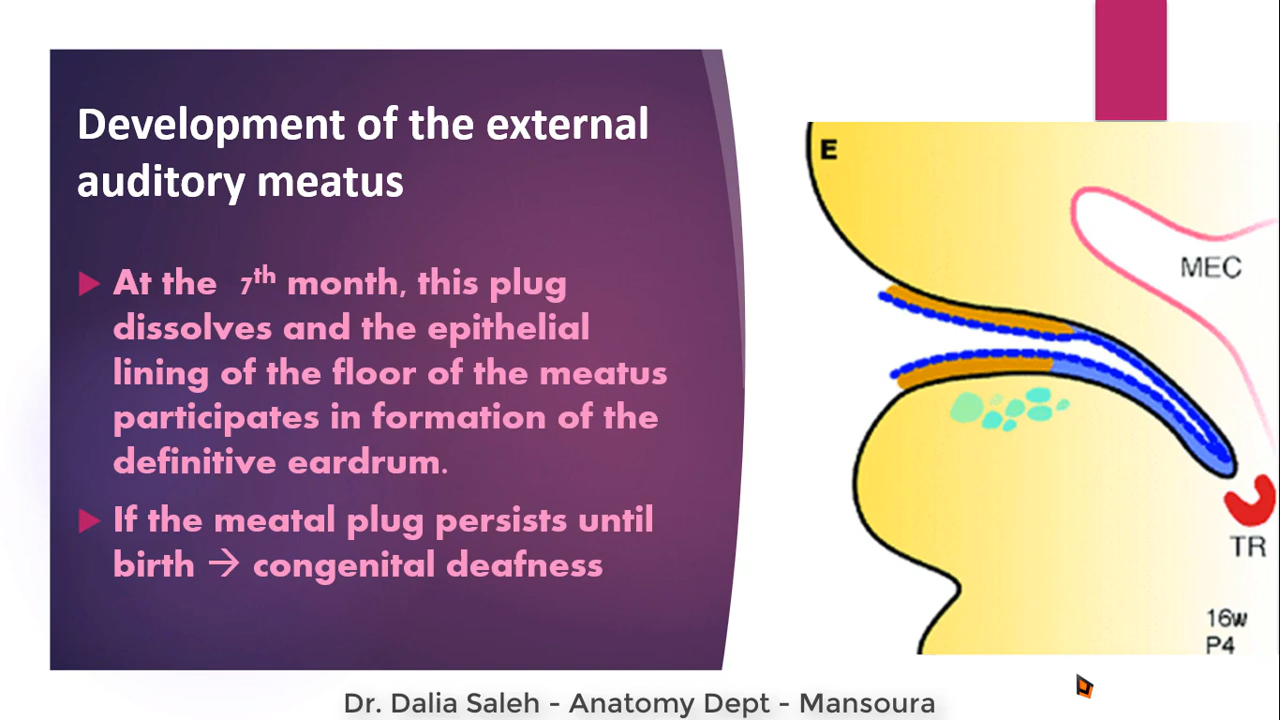 Development of the external
auditory meatus
At the 7th month, this plug
dissolves and the epithelial
lining of the floor of the meatus
participates in formation of the
definitive eardrum.
If the meatal plug persists until
birth → congenital deafness
E
MEC
TR
16w
P4
Dr. Dalia Saleh - Anatomy Dept - Mansoura